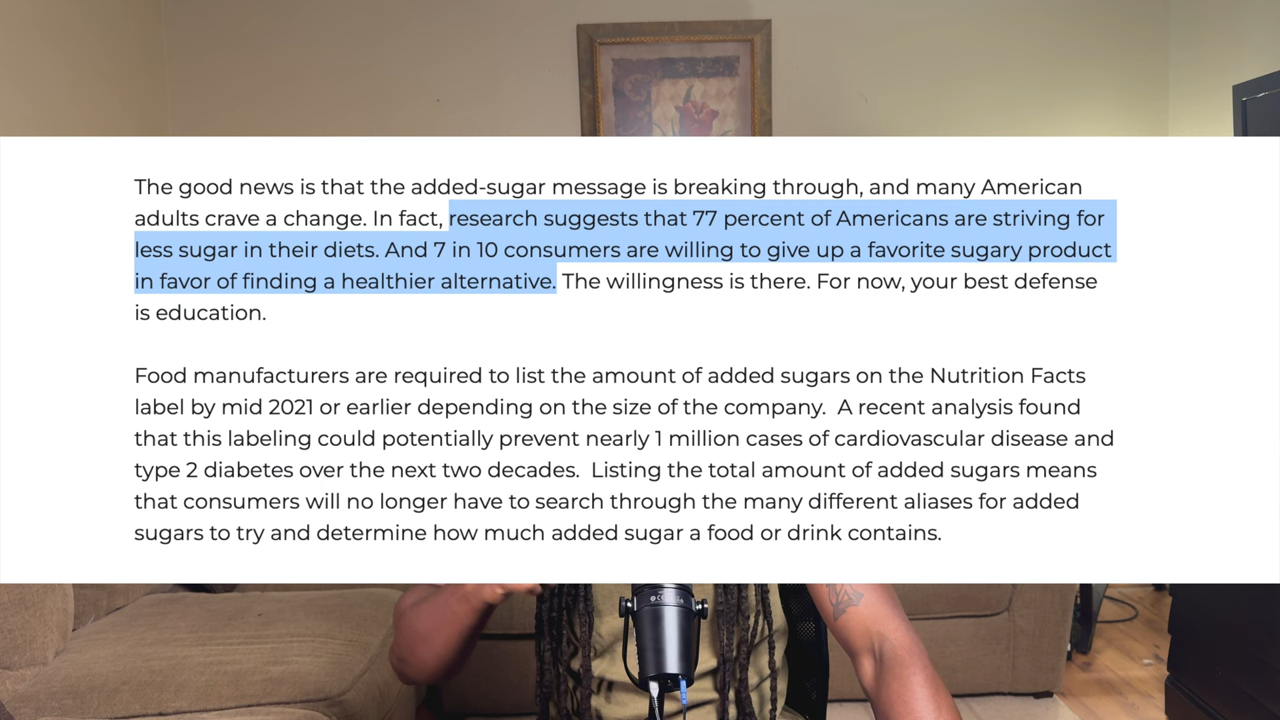 The good news is that the added-sugar message is breaking through, and many American
adults crave a change. In fact, research suggests that 77 percent of Americans are striving for
less sugar in their diets. And 7 in 10 consumers are willing to give up a favorite sugary product
in favor of finding a healthier alternative. The willingness is there. For now, your best defense
is education.
Food manufacturers are required to list the amount of added sugars on the Nutrition Facts
label by mid 2021 or earlier depending on the size of the company.  A recent analysis found
that this labeling could potentially prevent nearly 1 million cases of cardiovascular disease and
type 2 diabetes over the next two decades.  Listing the total amount of added sugars means
that consumers will no longer have to search through the many different aliases for added
sugars to try and determine how much added sugar a food or drink contains.